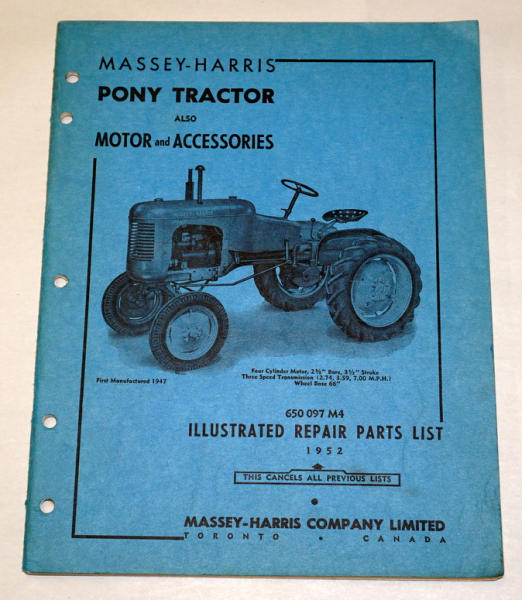 MASSEY-HARRIS
PONY TRACTOR
ALSO
MOTOR and ACCESSORIES
First Manufactured 1947
Four Cylinder Motor, 2⅜" Bore, 3½" Stroke
Three Speed Transmission (2.74, 3.59, 7.00 M.P.H.)
Wheel Base 66"
650 097 M4
ILLUSTRATED REPAIR PARTS LIST
1952
THIS CANCELS ALL PREVIOUS LISTS
MASSEY-HARRIS COMPANY LIMITED
TORONTO • CANADA